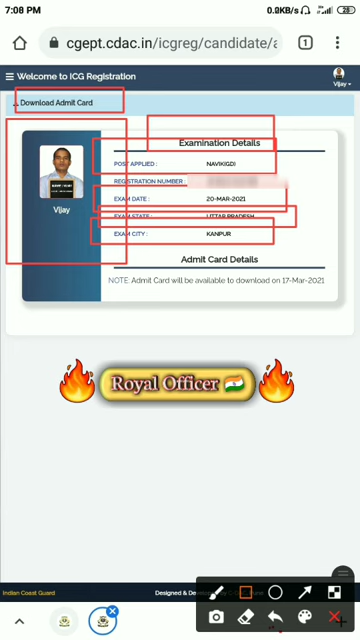 7:08 PM
0.0KB/s
28
cgept.cdac.in/icgreg/candidate/a
1
Welcome to ICG Registration
Vijay
Download Admit Card
Examination Details
POST APPLIED : NAVIK(GD)
REGISTRATION NUMBER :
EXAM DATE : 20-MAR-2021
EXAM STATE : UTTAR PRADESH
EXAM CITY : KANPUR
Vijay
Admit Card Details
NOTE: Admit Card will be available to download on 17-Mar-2021
Royal Officer
Indian Coast Guard
Designed & Developed by